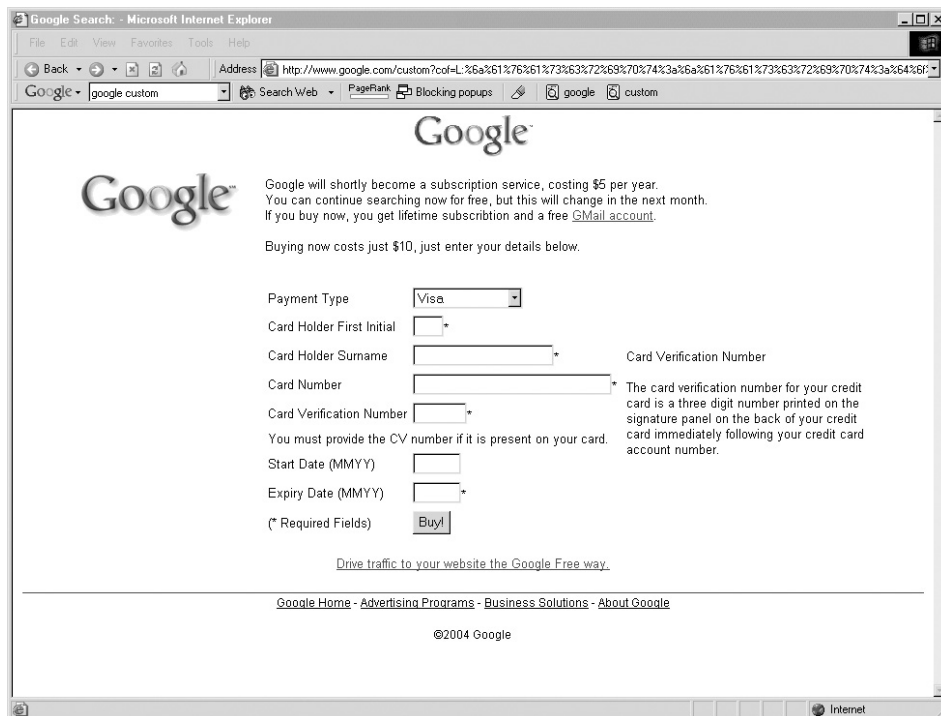 Google Search: - Microsoft Internet Explorer
File Edit View Favorites Tools Help
Back Address http://www.google.com/custom?cof=L:%6a%61%76%61%73%63%72%69%70%74%3a%6a%61%76%61%73%63%72%69%70%74%3a%64%6f
Google google custom Search Web PageRank Blocking popups google custom
Google™
Google™
Google will shortly become a subscription service, costing $5 per year.
You can continue searching now for free, but this will change in the next month.
If you buy now, you get lifetime subscribtion and a free GMail account.
Buying now costs just $10, just enter your details below.
Payment Type Visa
Card Holder First Initial *
Card Holder Surname * Card Verification Number
Card Number *
The card verification number for your credit
card is a three digit number printed on the
signature panel on the back of your credit
card immediately following your credit card
account number.
Card Verification Number *
You must provide the CV number if it is present on your card.
Start Date (MMYY)
Expiry Date (MMYY) *
(* Required Fields) Buy!
Drive traffic to your website the Google Free way.
Google Home - Advertising Programs - Business Solutions - About Google
©2004 Google
Internet